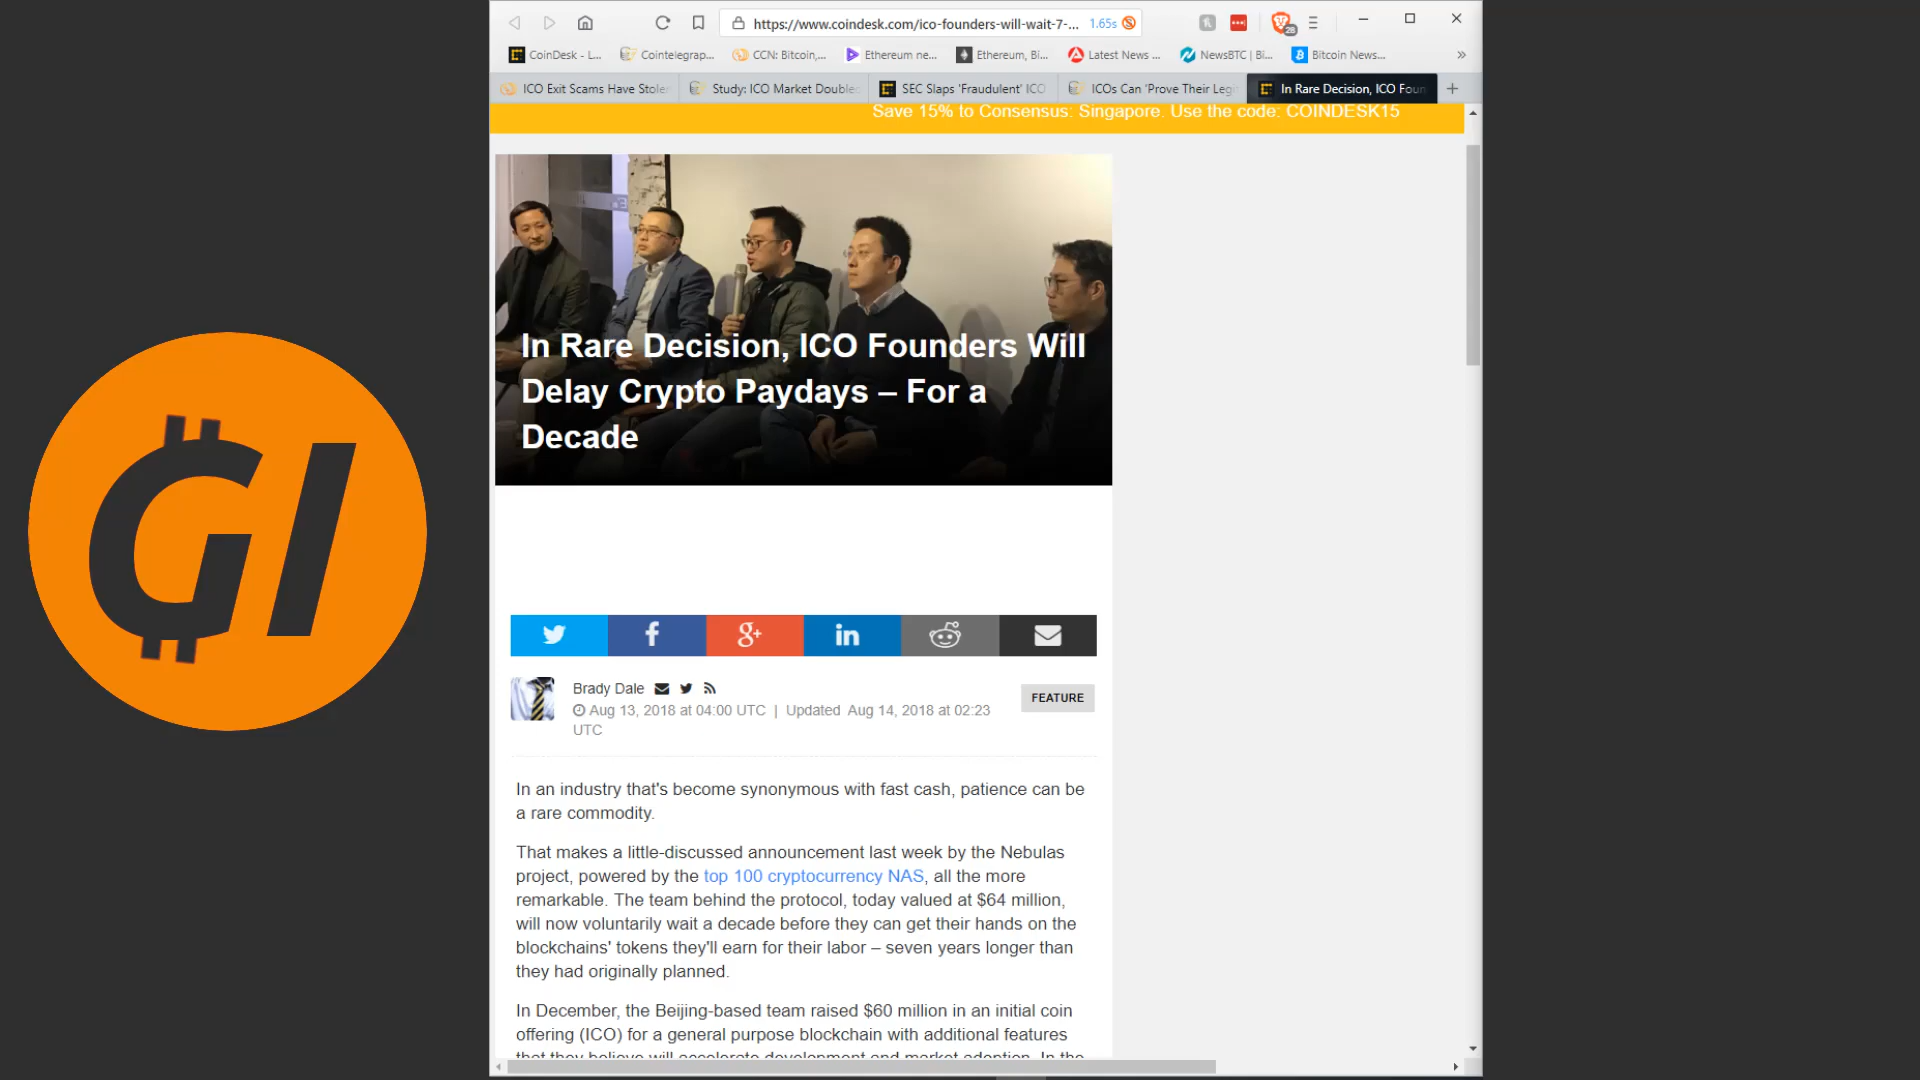 https://www.coindesk.com/ico-founders-will-wait-7-... 1.65s
28
CoinDesk - L... Cointelegrap... CCN: Bitcoin,... Ethereum ne... Ethereum, Bi... Latest News ... NewsBTC | Bi... Bitcoin News... »
ICO Exit Scams Have Stole Study: ICO Market Double SEC Slaps 'Fraudulent' ICO ICOs Can 'Prove Their Legi In Rare Decision, ICO Foun
Save 15% to Consensus: Singapore. Use the code: COINDESK15
In Rare Decision, ICO Founders Will
Delay Crypto Paydays – For a
Decade
GI
Brady Dale
FEATURE
Aug 13, 2018 at 04:00 UTC | Updated Aug 14, 2018 at 02:23
UTC
In an industry that's become synonymous with fast cash, patience can be
a rare commodity.
That makes a little-discussed announcement last week by the Nebulas
project, powered by the top 100 cryptocurrency NAS, all the more
remarkable. The team behind the protocol, today valued at $64 million,
will now voluntarily wait a decade before they can get their hands on the
blockchains' tokens they'll earn for their labor – seven years longer than
they had originally planned.
In December, the Beijing-based team raised $60 million in an initial coin
offering (ICO) for a general purpose blockchain with additional features
that they believe will accelerate development and market adoption. In the